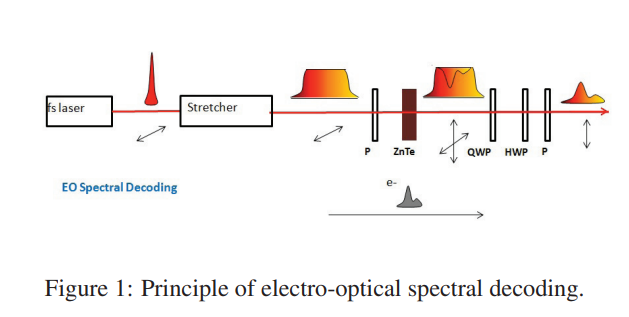 fs laser
Stretcher
P
ZnTe
QWP
HWP
P
EO Spectral Decoding
e-
Figure 1: Principle of electro-optical spectral decoding.